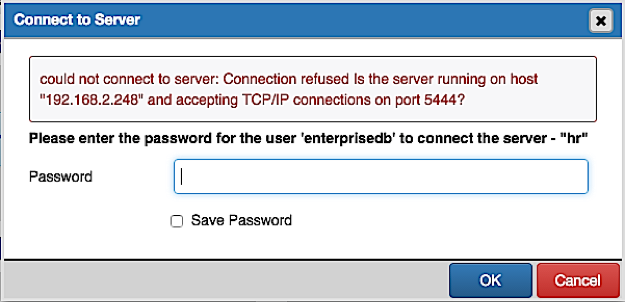 Connect to Server
could not connect to server: Connection refused Is the server running on host
"192.168.2.248" and accepting TCP/IP connections on port 5444?
Please enter the password for the user 'enterprisedb' to connect the server - "hr"
Password
Save Password
OK
Cancel